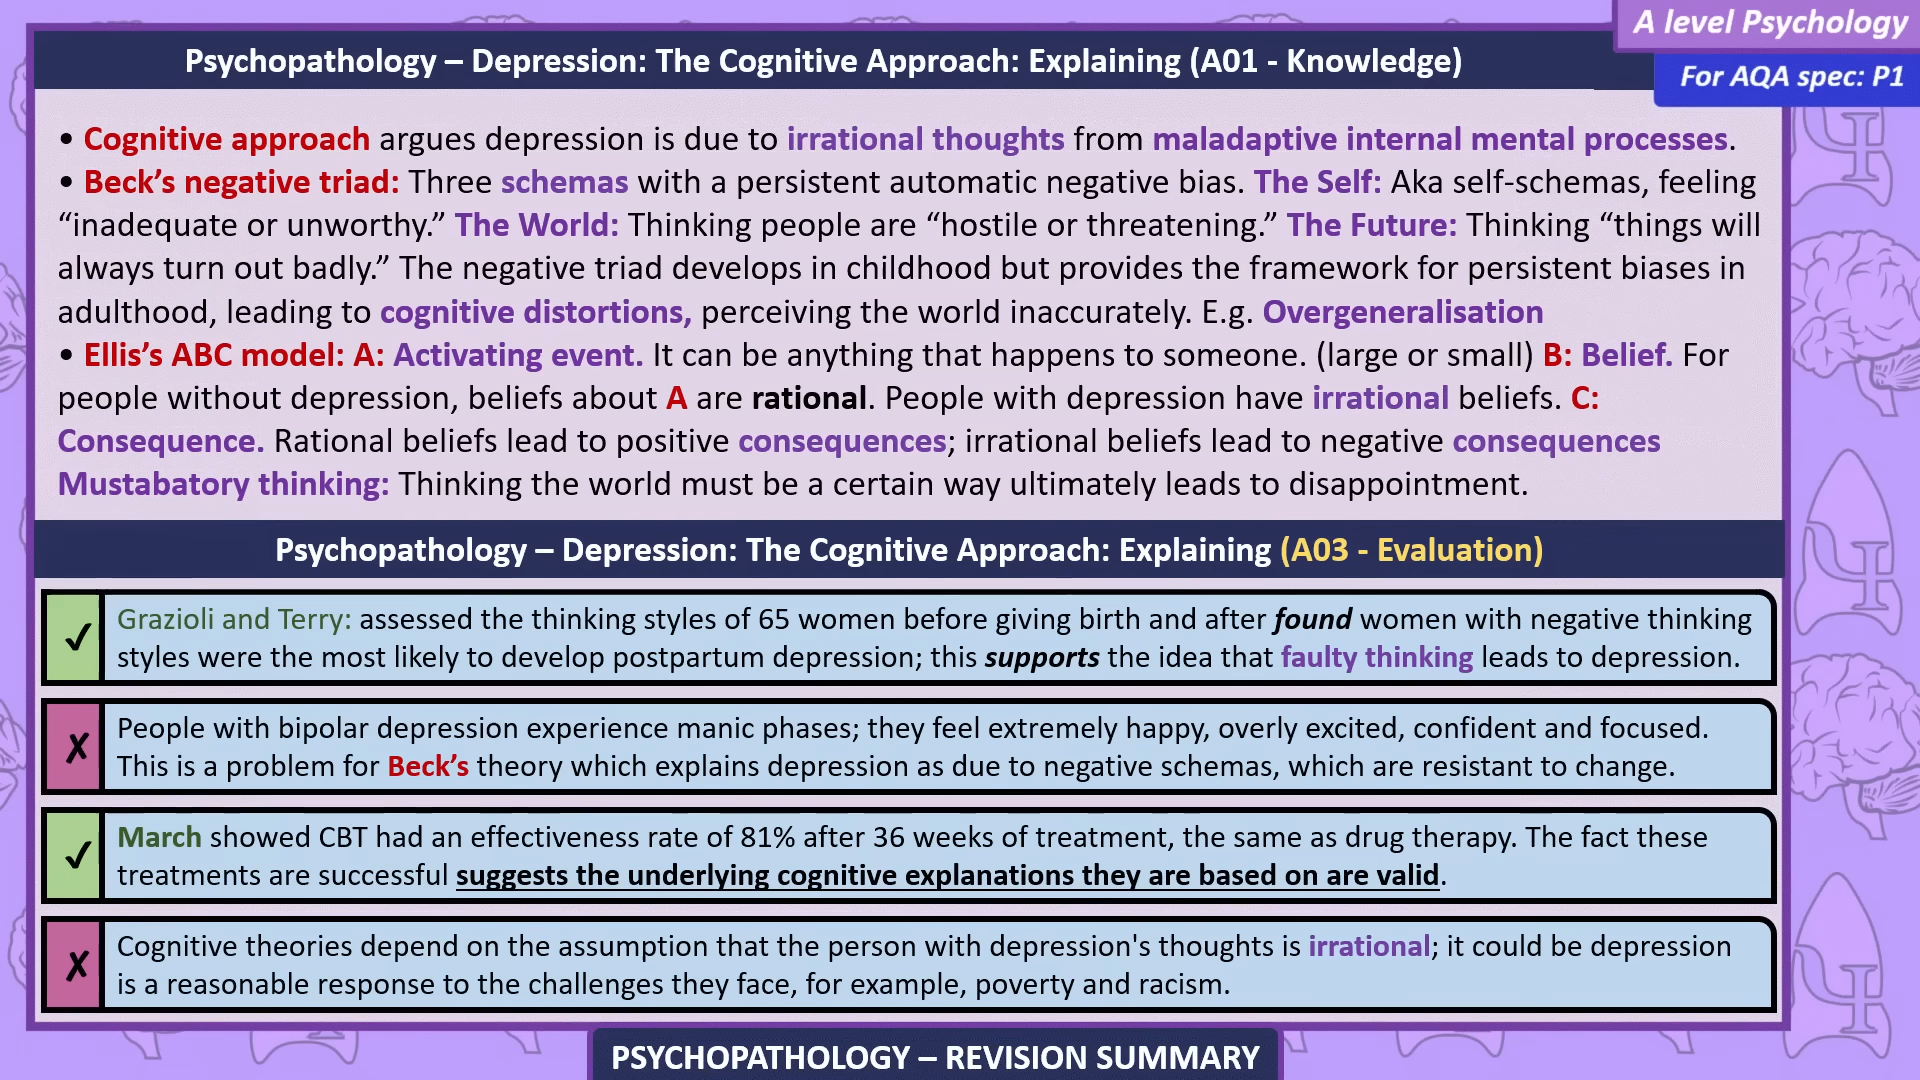 A level Psychology
For AQA spec: P1
Psychopathology – Depression: The Cognitive Approach: Explaining (A01 - Knowledge)
• Cognitive approach argues depression is due to irrational thoughts from maladaptive internal mental processes.
• Beck’s negative triad: Three schemas with a persistent automatic negative bias. The Self: Aka self-schemas, feeling
“inadequate or unworthy.” The World: Thinking people are “hostile or threatening.” The Future: Thinking “things will
always turn out badly.” The negative triad develops in childhood but provides the framework for persistent biases in
adulthood, leading to cognitive distortions, perceiving the world inaccurately. E.g. Overgeneralisation
• Ellis’s ABC model: A: Activating event. It can be anything that happens to someone. (large or small) B: Belief. For
people without depression, beliefs about A are rational. People with depression have irrational beliefs. C:
Consequence. Rational beliefs lead to positive consequences; irrational beliefs lead to negative consequences
Mustabatory thinking: Thinking the world must be a certain way ultimately leads to disappointment.
Psychopathology – Depression: The Cognitive Approach: Explaining (A03 - Evaluation)
✓ Grazioli and Terry: assessed the thinking styles of 65 women before giving birth and after found women with negative thinking
styles were the most likely to develop postpartum depression; this supports the idea that faulty thinking leads to depression.
✗ People with bipolar depression experience manic phases; they feel extremely happy, overly excited, confident and focused.
This is a problem for Beck’s theory which explains depression as due to negative schemas, which are resistant to change.
✓ March showed CBT had an effectiveness rate of 81% after 36 weeks of treatment, the same as drug therapy. The fact these
treatments are successful suggests the underlying cognitive explanations they are based on are valid.
✗ Cognitive theories depend on the assumption that the person with depression's thoughts is irrational; it could be depression
is a reasonable response to the challenges they face, for example, poverty and racism.
PSYCHOPATHOLOGY – REVISION SUMMARY